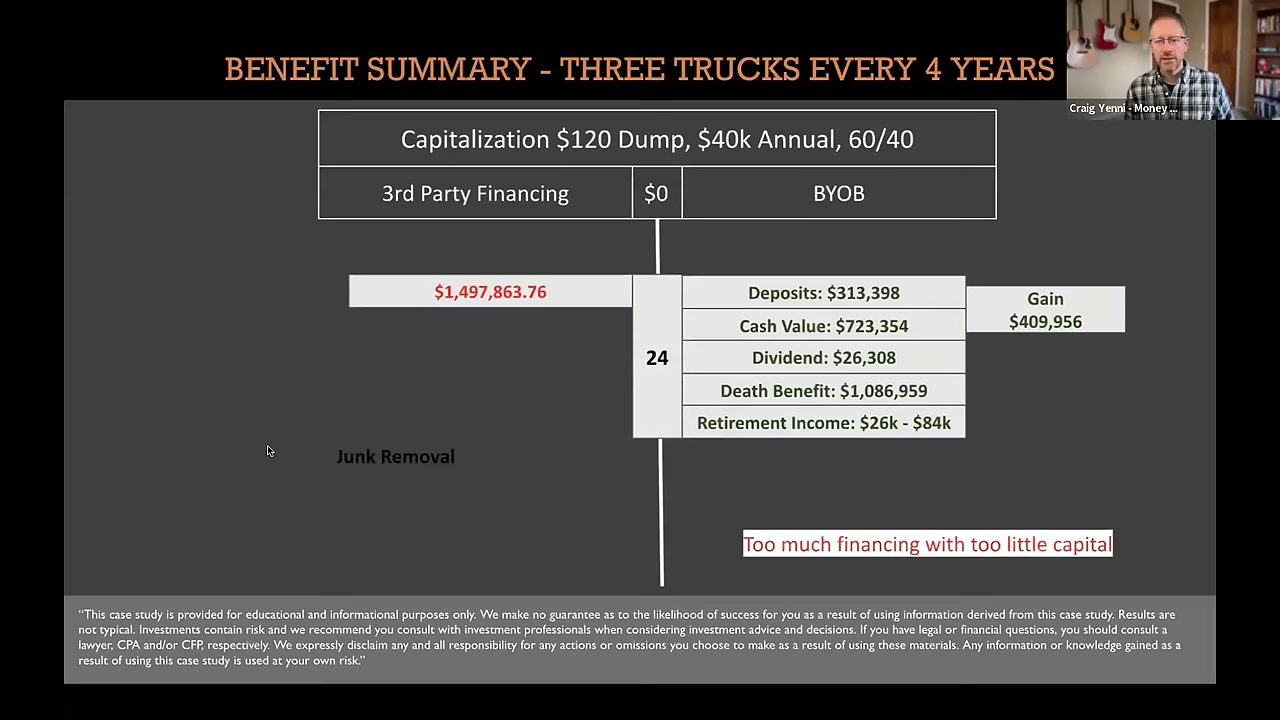 BENEFIT SUMMARY - THREE TRUCKS EVERY 4 YEARS
Craig Yenni - Money ...
Capitalization $120 Dump, $40k Annual, 60/40
3rd Party Financing
$0
BYOB
$1,497,863.76
24
Deposits: $313,398
Cash Value: $723,354
Dividend: $26,308
Death Benefit: $1,086,959
Retirement Income: $26k - $84k
Gain
$409,956
Junk Removal
Too much financing with too little capital
“This case study is provided for educational and informational purposes only. We make no guarantee as to the likelihood of success for you as a result of using information derived from this case study. Results are
not typical. Investments contain risk and we recommend you consult with investment professionals when considering investment advice and decisions. If you have legal or financial questions, you should consult a
lawyer, CPA and/or CFP, respectively. We expressly disclaim any and all responsibility for any actions or omissions you choose to make as a result of using these materials. Any information or knowledge gained as a
result of using this case study is used at your own risk.”